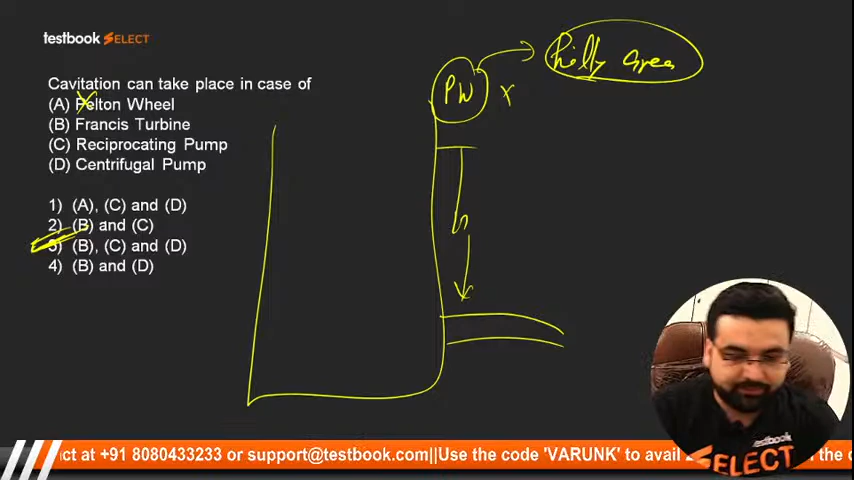 testbook SELECT
Cavitation can take place in case of
(A) Pelton Wheel
(B) Francis Turbine
(C) Reciprocating Pump
(D) Centrifugal Pump
1) (A), (C) and (D)
2) (B) and (C)
3) (B), (C) and (D)
4) (B) and (D)
PW
x
hilly area
h
testbook
SELECT
ct at +91 8080433233 or support@testbook.com||Use the code 'VARUNK' to avail